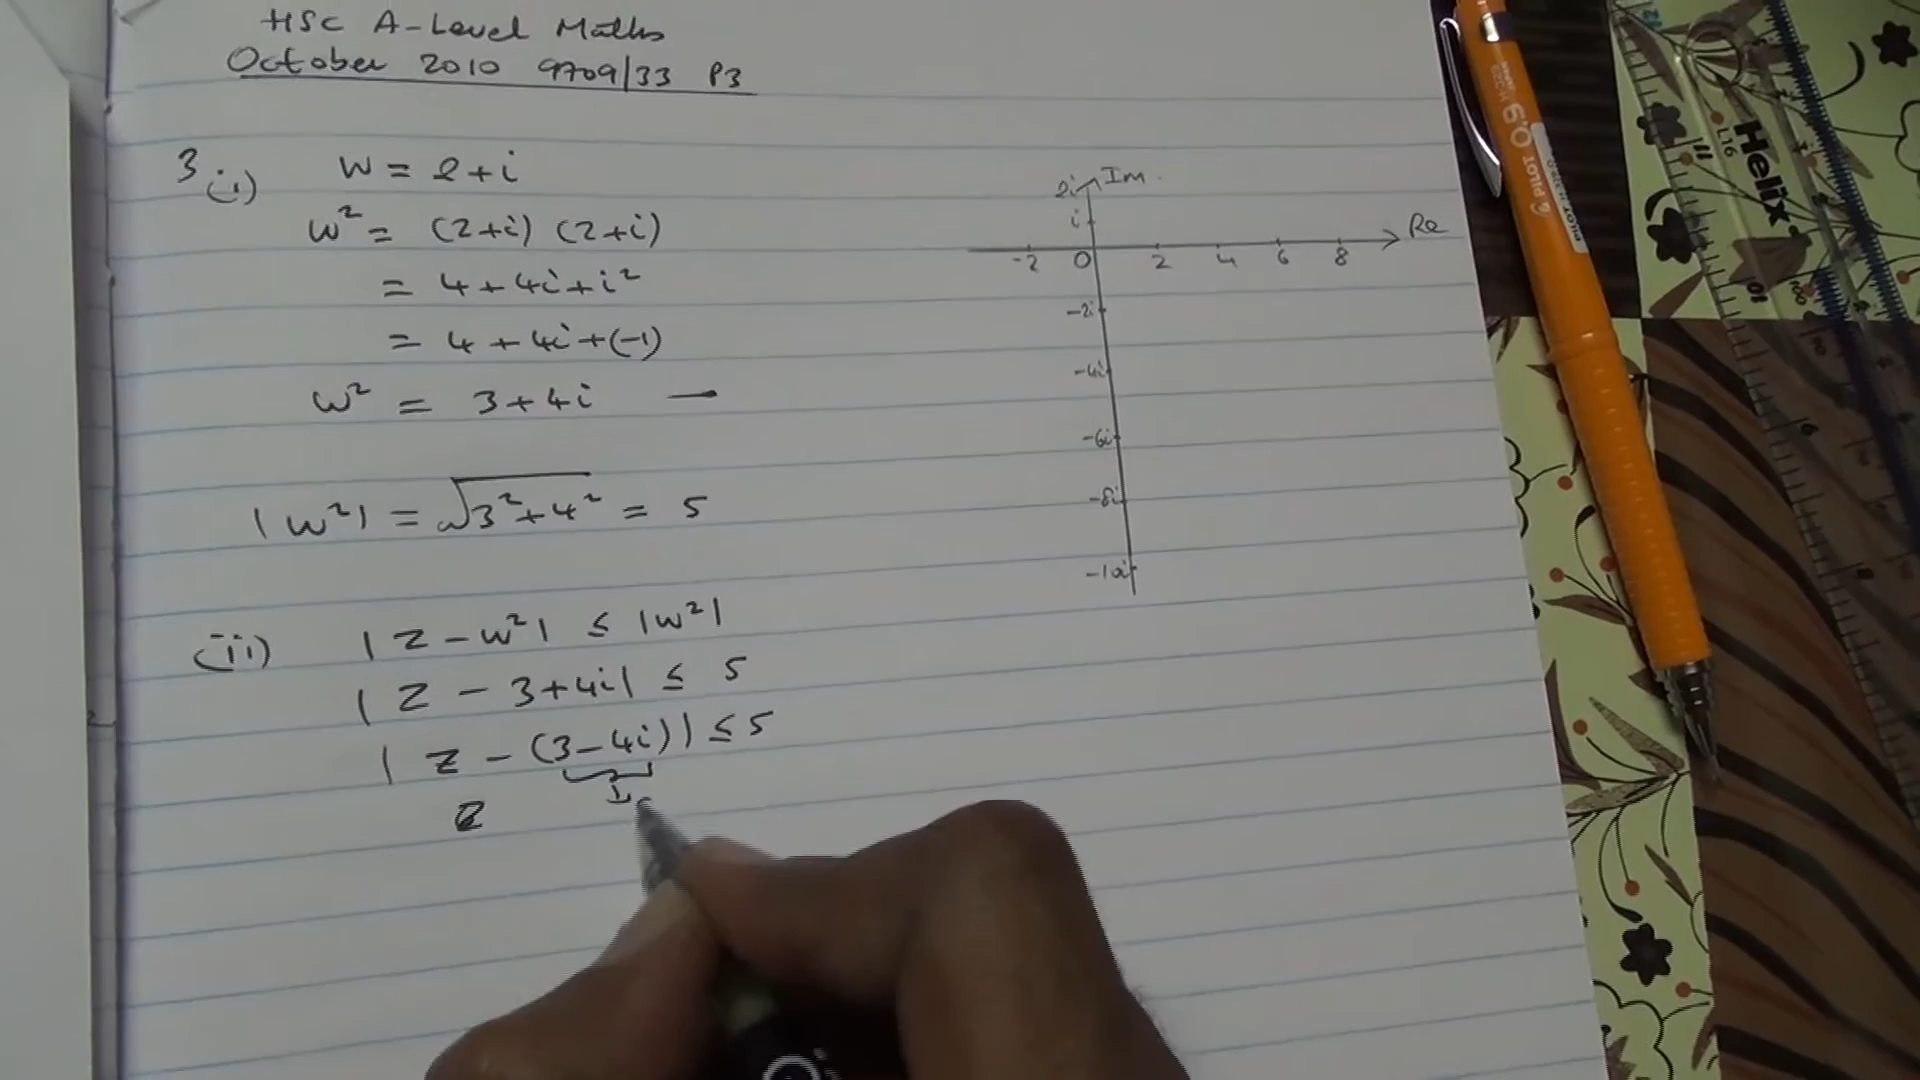 HSC A-Level Maths
October 2010 9709/33 P3
3(i) w = 2+i
w² = (2+i) (2+i)
= 4+4i+i²
= 4+4i+(-1)
w² = 3+4i —
|w²| = √3²+4² = 5
(ii) |z-w²| ≤ |w²|
|z - 3+4i| ≤ 5
|z - (3-4i)| ≤ 5
z
Im
2i
i
Re
-2 0 2 4 6 8
-2i
-4i
-6i
-8i
-10i
PILOT
0.9
Helix
L16